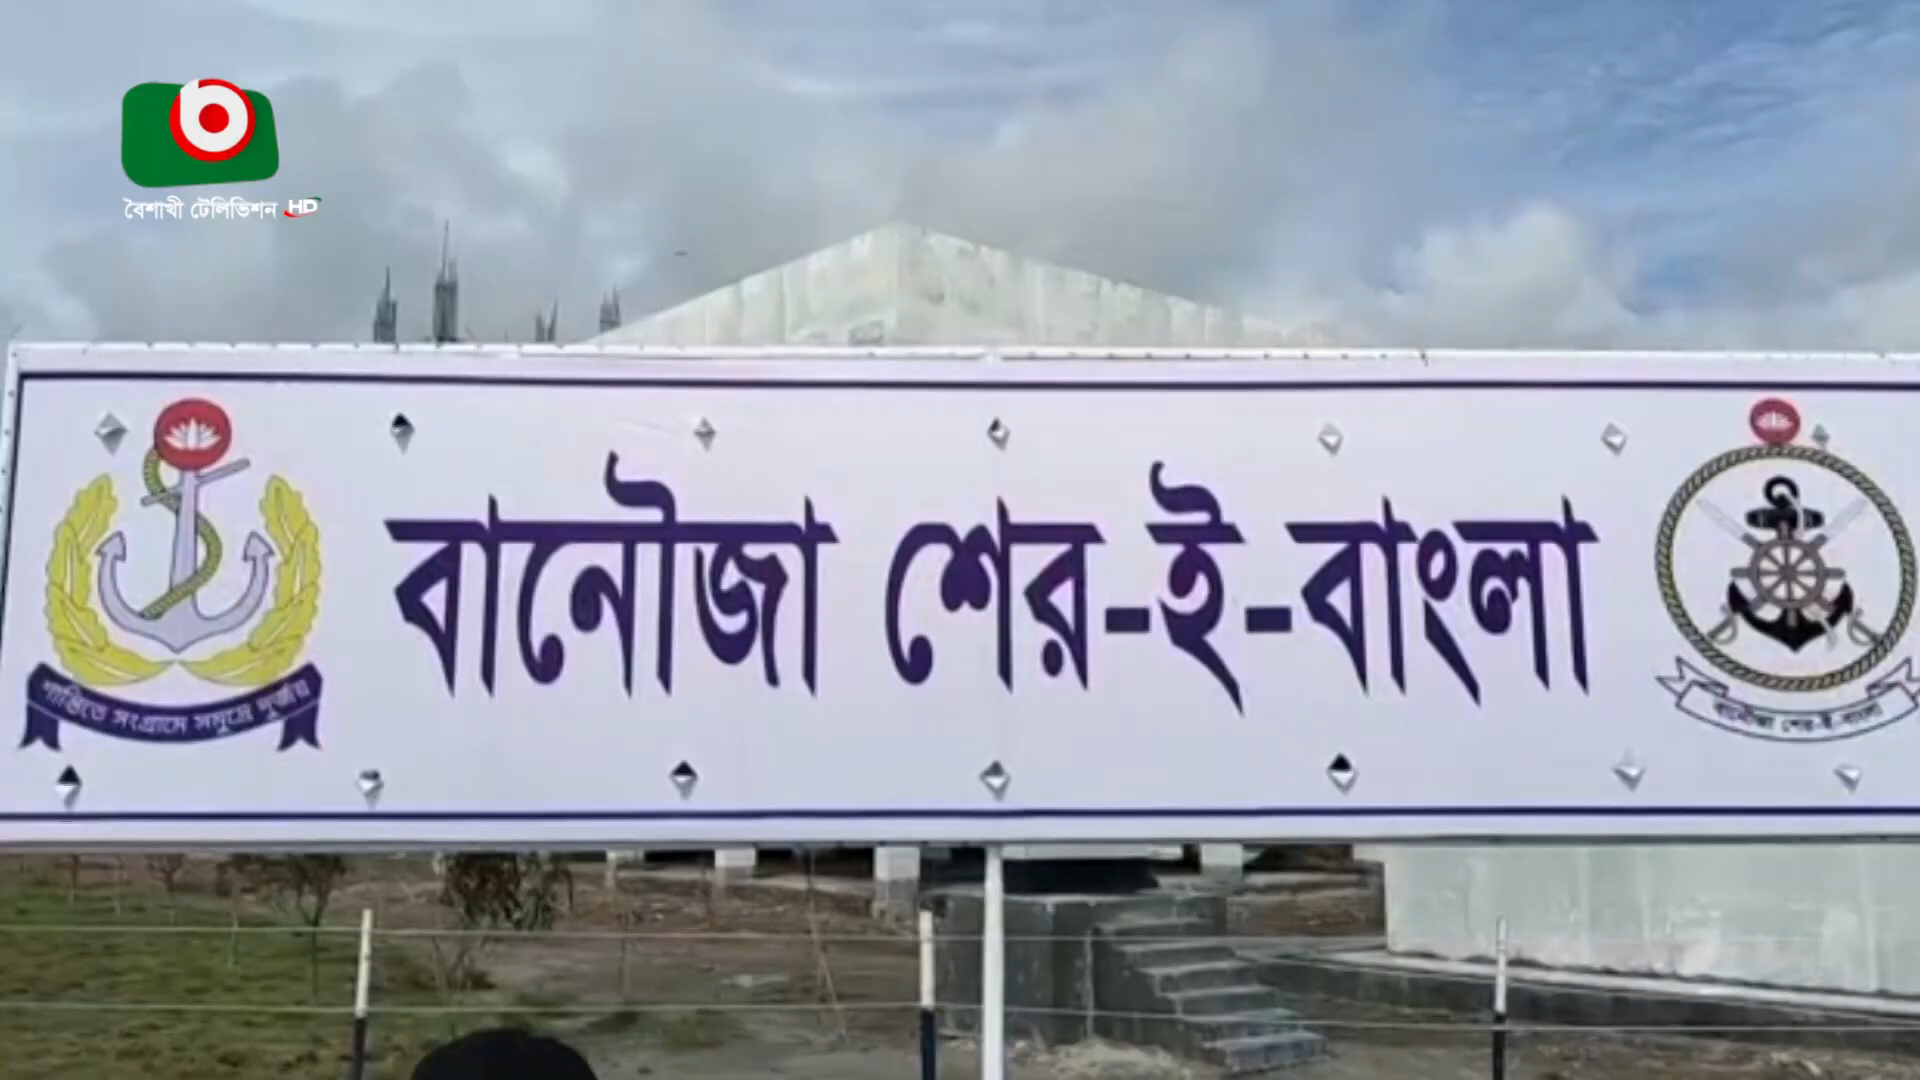 বৈশাখী টেলিভিশন HD
বানৌজা শের-ই-বাংলা
শান্তিতে সংগ্রামে সমুদ্রে দুর্জয়
বানৌজা শের-ই-বাংলা